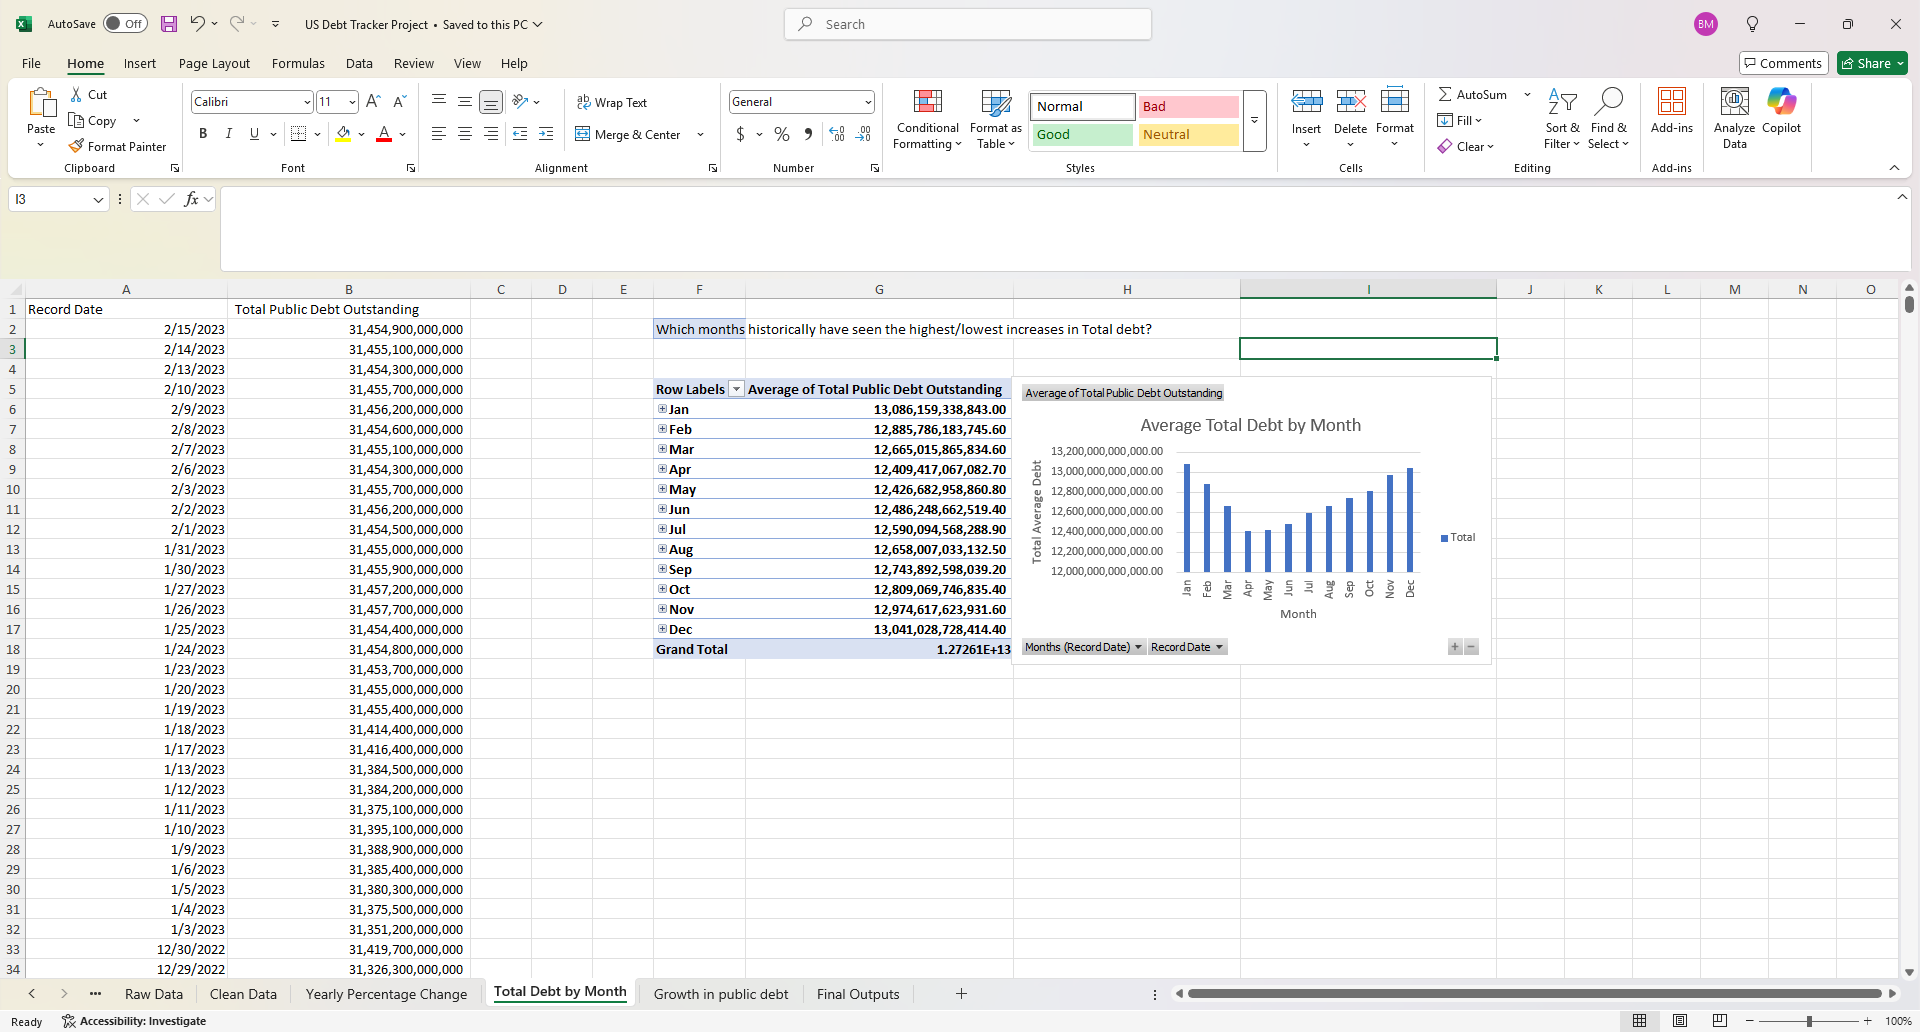 AutoSave Off US Debt Tracker Project • Saved to this PC Search BM
File Home Insert Page Layout Formulas Data Review View Help Comments Share
Paste Cut Copy Format Painter Clipboard
Calibri 11 A A B I U A Font
Wrap Text Merge & Center Alignment
General $ % Number
Conditional Formatting Format as Table Normal Bad Good Neutral Styles
Insert Delete Format Cells
AutoSum Fill Clear Sort & Filter Find & Select Editing
Add-ins Add-ins
Analyze Data Copilot
I3 fx
A B C D E F G H I J K L M N O
1 Record Date Total Public Debt Outstanding
2 2/15/2023 31,454,900,000,000 Which months historically have seen the highest/lowest increases in Total debt?
3 2/14/2023 31,455,100,000,000
4 2/13/2023 31,454,300,000,000
5 2/10/2023 31,455,700,000,000 Row Labels Average of Total Public Debt Outstanding
6 2/9/2023 31,456,200,000,000 Jan 13,086,159,338,843.00
7 2/8/2023 31,454,600,000,000 Feb 12,885,786,183,745.60
8 2/7/2023 31,455,100,000,000 Mar 12,665,015,865,834.60
9 2/6/2023 31,454,300,000,000 Apr 12,409,417,067,082.70
10 2/3/2023 31,455,700,000,000 May 12,426,682,958,860.80
11 2/2/2023 31,456,200,000,000 Jun 12,486,248,662,519.40
12 2/1/2023 31,454,500,000,000 Jul 12,590,094,568,288.90
13 1/31/2023 31,455,000,000,000 Aug 12,658,007,033,132.50
14 1/30/2023 31,455,900,000,000 Sep 12,743,892,598,039.20
15 1/27/2023 31,457,200,000,000 Oct 12,809,069,746,835.40
16 1/26/2023 31,457,700,000,000 Nov 12,974,617,623,931.60
17 1/25/2023 31,454,400,000,000 Dec 13,041,028,728,414.40
18 1/24/2023 31,454,800,000,000 Grand Total 1.27261E+13
19 1/23/2023 31,453,700,000,000
20 1/20/2023 31,455,000,000,000
21 1/19/2023 31,455,400,000,000
22 1/18/2023 31,414,400,000,000
23 1/17/2023 31,416,400,000,000
24 1/13/2023 31,384,500,000,000
25 1/12/2023 31,384,200,000,000
26 1/11/2023 31,375,100,000,000
27 1/10/2023 31,395,100,000,000
28 1/9/2023 31,388,900,000,000
29 1/6/2023 31,385,400,000,000
30 1/5/2023 31,380,300,000,000
31 1/4/2023 31,375,500,000,000
32 1/3/2023 31,351,200,000,000
33 12/30/2022 31,419,700,000,000
34 12/29/2022 31,326,300,000,000
Average of Total Public Debt Outstanding
Average Total Debt by Month
Total Average Debt
13,200,000,000,000.00
13,000,000,000,000.00
12,800,000,000,000.00
12,600,000,000,000.00
12,400,000,000,000.00
12,200,000,000,000.00
12,000,000,000,000.00
Jan Feb Mar Apr May Jun Jul Aug Sep Oct Nov Dec
Month
Total
Months (Record Date) Record Date + −
Raw Data Clean Data Yearly Percentage Change Total Debt by Month Growth in public debt Final Outputs
Ready Accessibility: Investigate 100%